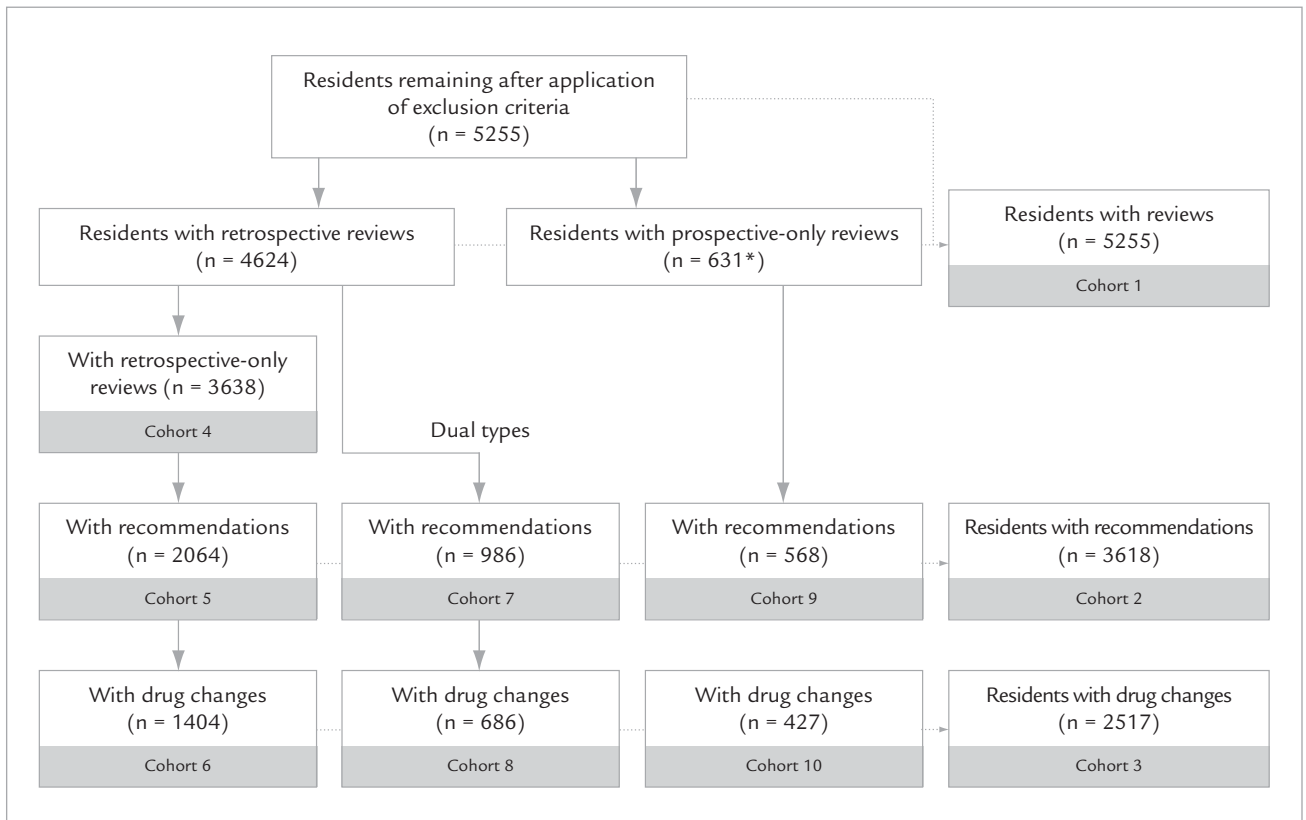 Residents remaining after application
of exclusion criteria
(n = 5255)
Residents with retrospective reviews
(n = 4624)
Residents with prospective-only reviews
(n = 631*)
Residents with reviews
(n = 5255)
Cohort 1
With retrospective-only
reviews (n = 3638)
Cohort 4
Dual types
With recommendations
(n = 2064)
Cohort 5
With recommendations
(n = 986)
Cohort 7
With recommendations
(n = 568)
Cohort 9
Residents with recommendations
(n = 3618)
Cohort 2
With drug changes
(n = 1404)
Cohort 6
With drug changes
(n = 686)
Cohort 8
With drug changes
(n = 427)
Cohort 10
Residents with drug changes
(n = 2517)
Cohort 3